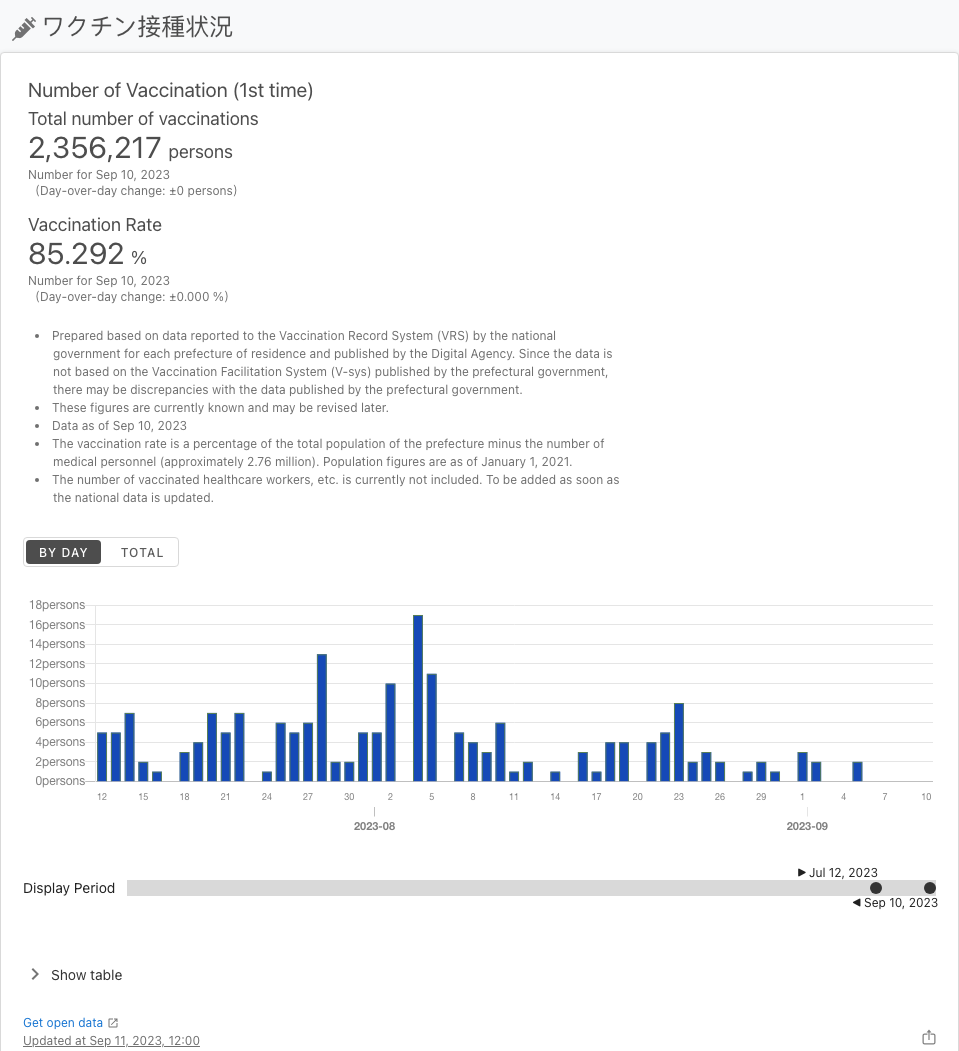 ワクチン接種状況
Number of Vaccination (1st time)
Total number of vaccinations
2,356,217 persons
Number for Sep 10, 2023
(Day-over-day change: ±0 persons)
Vaccination Rate
85.292 %
Number for Sep 10, 2023
(Day-over-day change: ±0.000 %)
• Prepared based on data reported to the Vaccination Record System (VRS) by the national
government for each prefecture of residence and published by the Digital Agency. Since the data is
not based on the Vaccination Facilitation System (V-sys) published by the prefectural government,
there may be discrepancies with the data published by the prefectural government.
• These figures are currently known and may be revised later.
• Data as of Sep 10, 2023
• The vaccination rate is a percentage of the total population of the prefecture minus the number of
medical personnel (approximately 2.76 million). Population figures are as of January 1, 2021.
• The number of vaccinated healthcare workers, etc. is currently not included. To be added as soon as
the national data is updated.
BY DAY TOTAL
18persons
16persons
14persons
12persons
10persons
8persons
6persons
4persons
2persons
0persons
12 15 18 21 24 27 30 2 5 8 11 14 17 20 23 26 29 1 4 7 10
2023-08 2023-09
Jul 12, 2023
Display Period
Sep 10, 2023
Show table
Get open data
Updated at Sep 11, 2023, 12:00